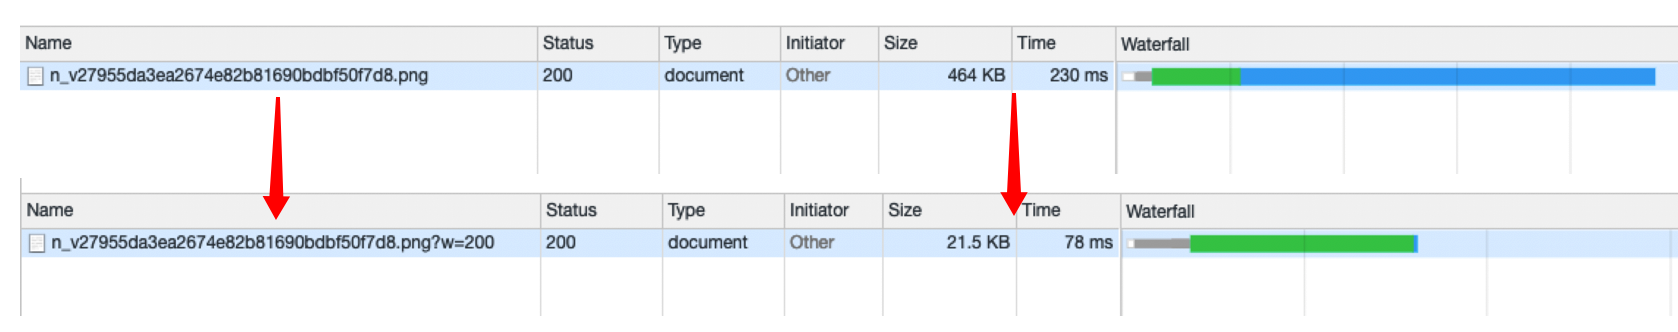 Name Status Type Initiator Size Time Waterfall
n_v27955da3ea2674e82b81690bdbf50f7d8.png 200 document Other 464 KB 230 ms
Name Status Type Initiator Size Time Waterfall
n_v27955da3ea2674e82b81690bdbf50f7d8.png?w=200 200 document Other 21.5 KB 78 ms